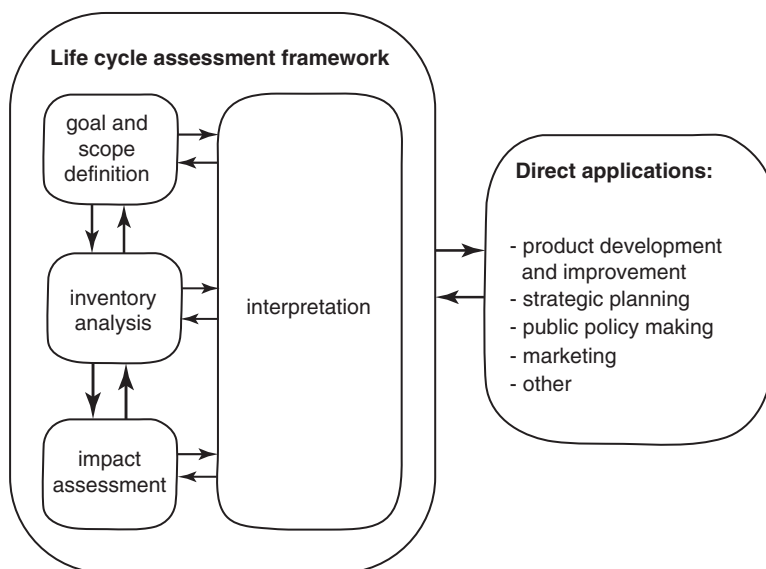 Life cycle assessment framework
goal and
scope
definition
inventory
analysis
impact
assessment
interpretation
Direct applications:
- product development
and improvement
- strategic planning
- public policy making
- marketing
- other